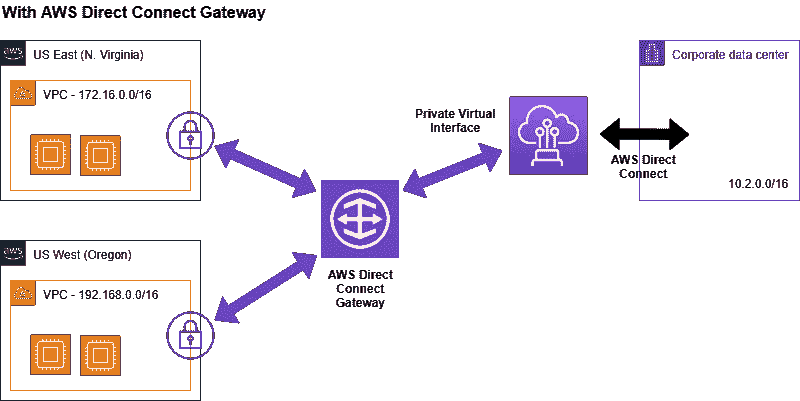 With AWS Direct Connect Gateway
aws
US East (N. Virginia)
VPC - 172.16.0.0/16
Private Virtual
Interface
Corporate data center
AWS Direct
Connect
10.2.0.0/16
AWS Direct
Connect
Gateway
aws
US West (Oregon)
VPC - 192.168.0.0/16